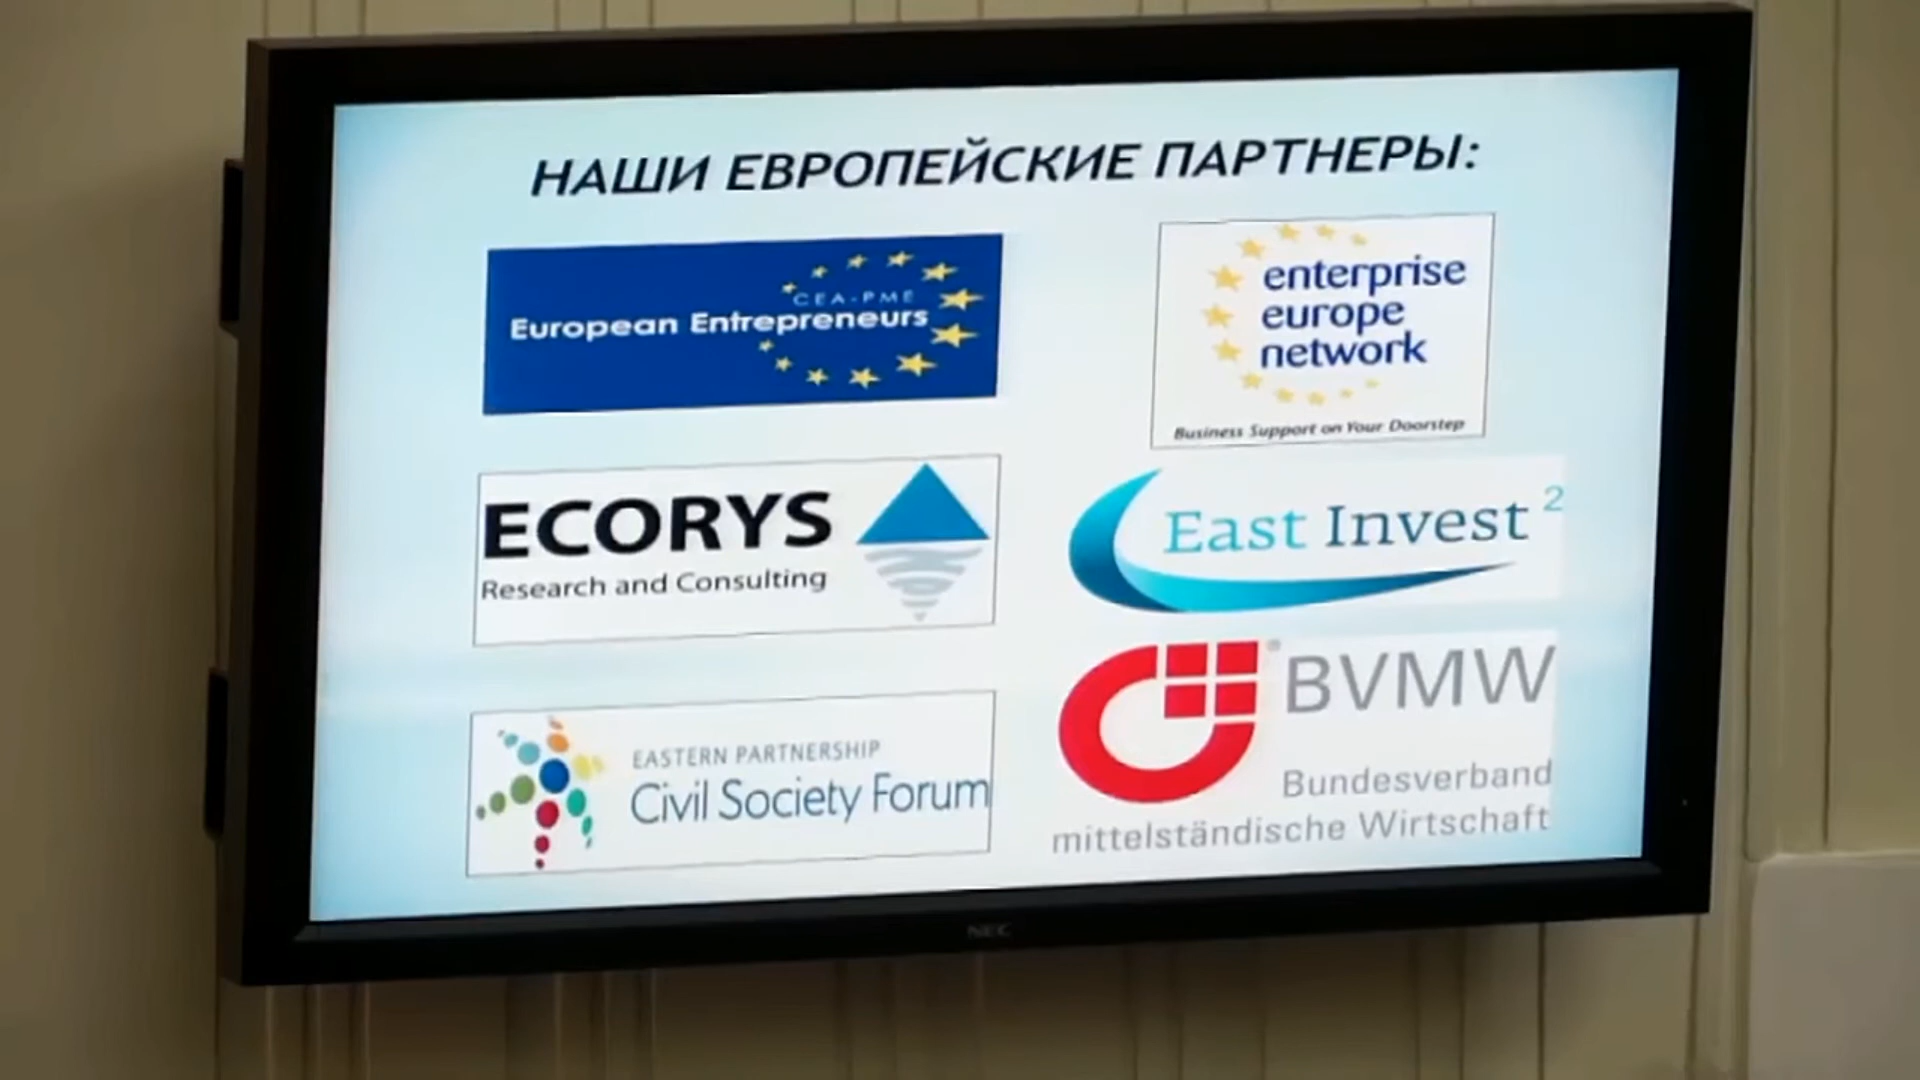 НАШИ ЕВРОПЕЙСКИЕ ПАРТНЕРЫ:
CEA-PME
European Entrepreneurs
enterprise
europe
network
Business Support on Your Doorstep
ECORYS
Research and Consulting
East Invest 2
EASTERN PARTNERSHIP
Civil Society Forum
® BVMW
Bundesverband
mittelständische Wirtschaft
NEC